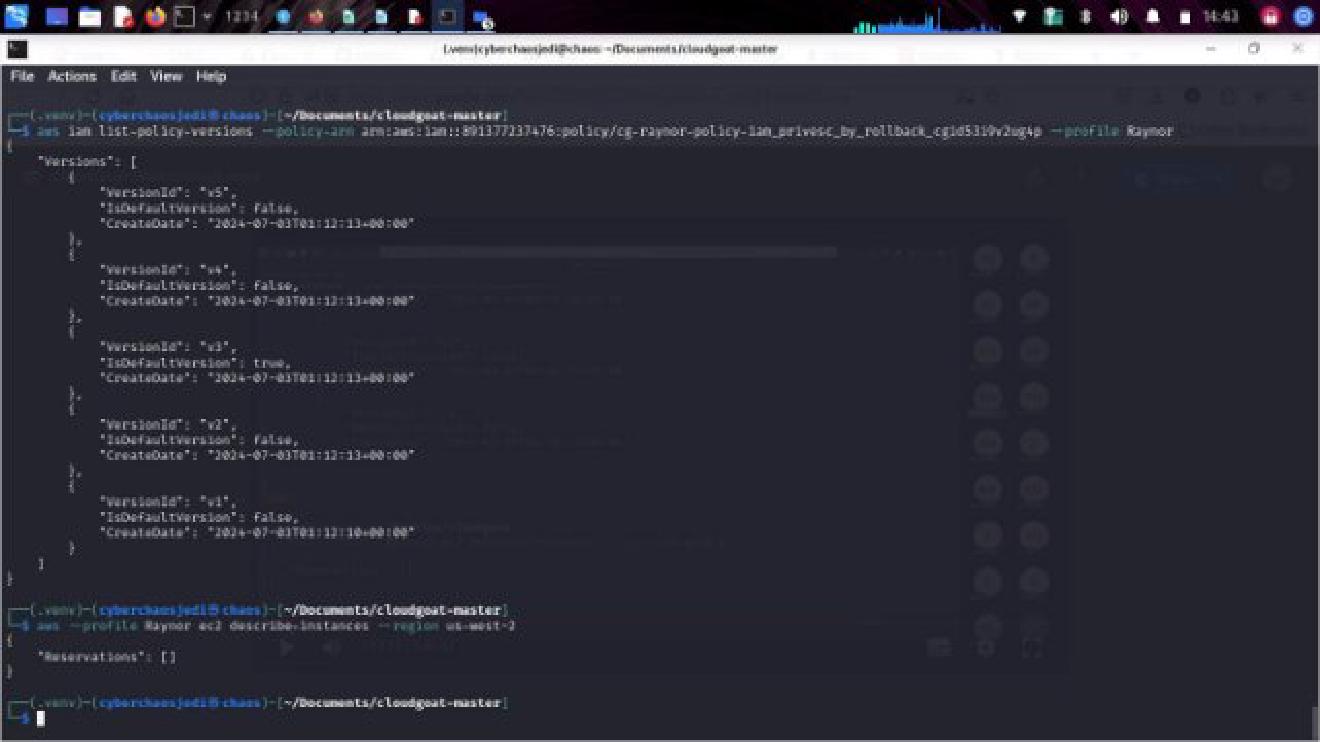 1 2 3 4
14:43
(.venv)cyberchaosjedi@chaos: ~/Documents/cloudgoat-master
File Actions Edit View Help
(.venv)-(cyberchaosjedi㉿chaos)-[~/Documents/cloudgoat-master]
$ aws iam list-policy-versions --policy-arn arn:aws:iam::891377237476:policy/cg-raynor-policy-iam_privesc_by_rollback_cgid5319v2ug4p --profile Raynor
{
"Versions": [
{
"VersionId": "v5",
"IsDefaultVersion": false,
"CreateDate": "2024-07-03T01:12:13+00:00"
},
{
"VersionId": "v4",
"IsDefaultVersion": false,
"CreateDate": "2024-07-03T01:12:13+00:00"
},
{
"VersionId": "v3",
"IsDefaultVersion": true,
"CreateDate": "2024-07-03T01:12:13+00:00"
},
{
"VersionId": "v2",
"IsDefaultVersion": false,
"CreateDate": "2024-07-03T01:12:13+00:00"
},
{
"VersionId": "v1",
"IsDefaultVersion": false,
"CreateDate": "2024-07-03T01:12:10+00:00"
}
]
}
(.venv)-(cyberchaosjedi㉿chaos)-[~/Documents/cloudgoat-master]
$ aws --profile Raynor ec2 describe-instances --region us-west-2
{
"Reservations": []
}
(.venv)-(cyberchaosjedi㉿chaos)-[~/Documents/cloudgoat-master]
$